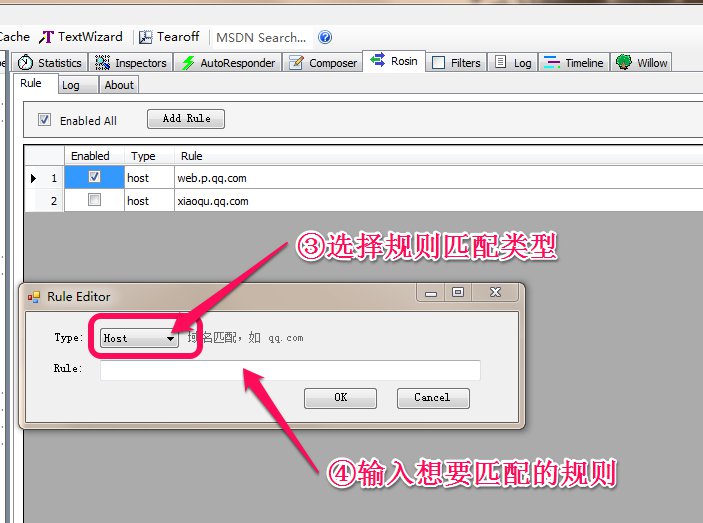 Cache TextWizard Tearoff MSDN Search...
Statistics Inspectors AutoResponder Composer Rosin Filters Log Timeline Willow
Rule Log About
Enabled All Add Rule
Enabled Type Rule
1 host web.p.qq.com
2 host xiaoqu.qq.com
③选择规则匹配类型
Rule Editor
Type: Host 域名匹配，如 qq.com
Rule:
OK Cancel
④输入想要匹配的规则